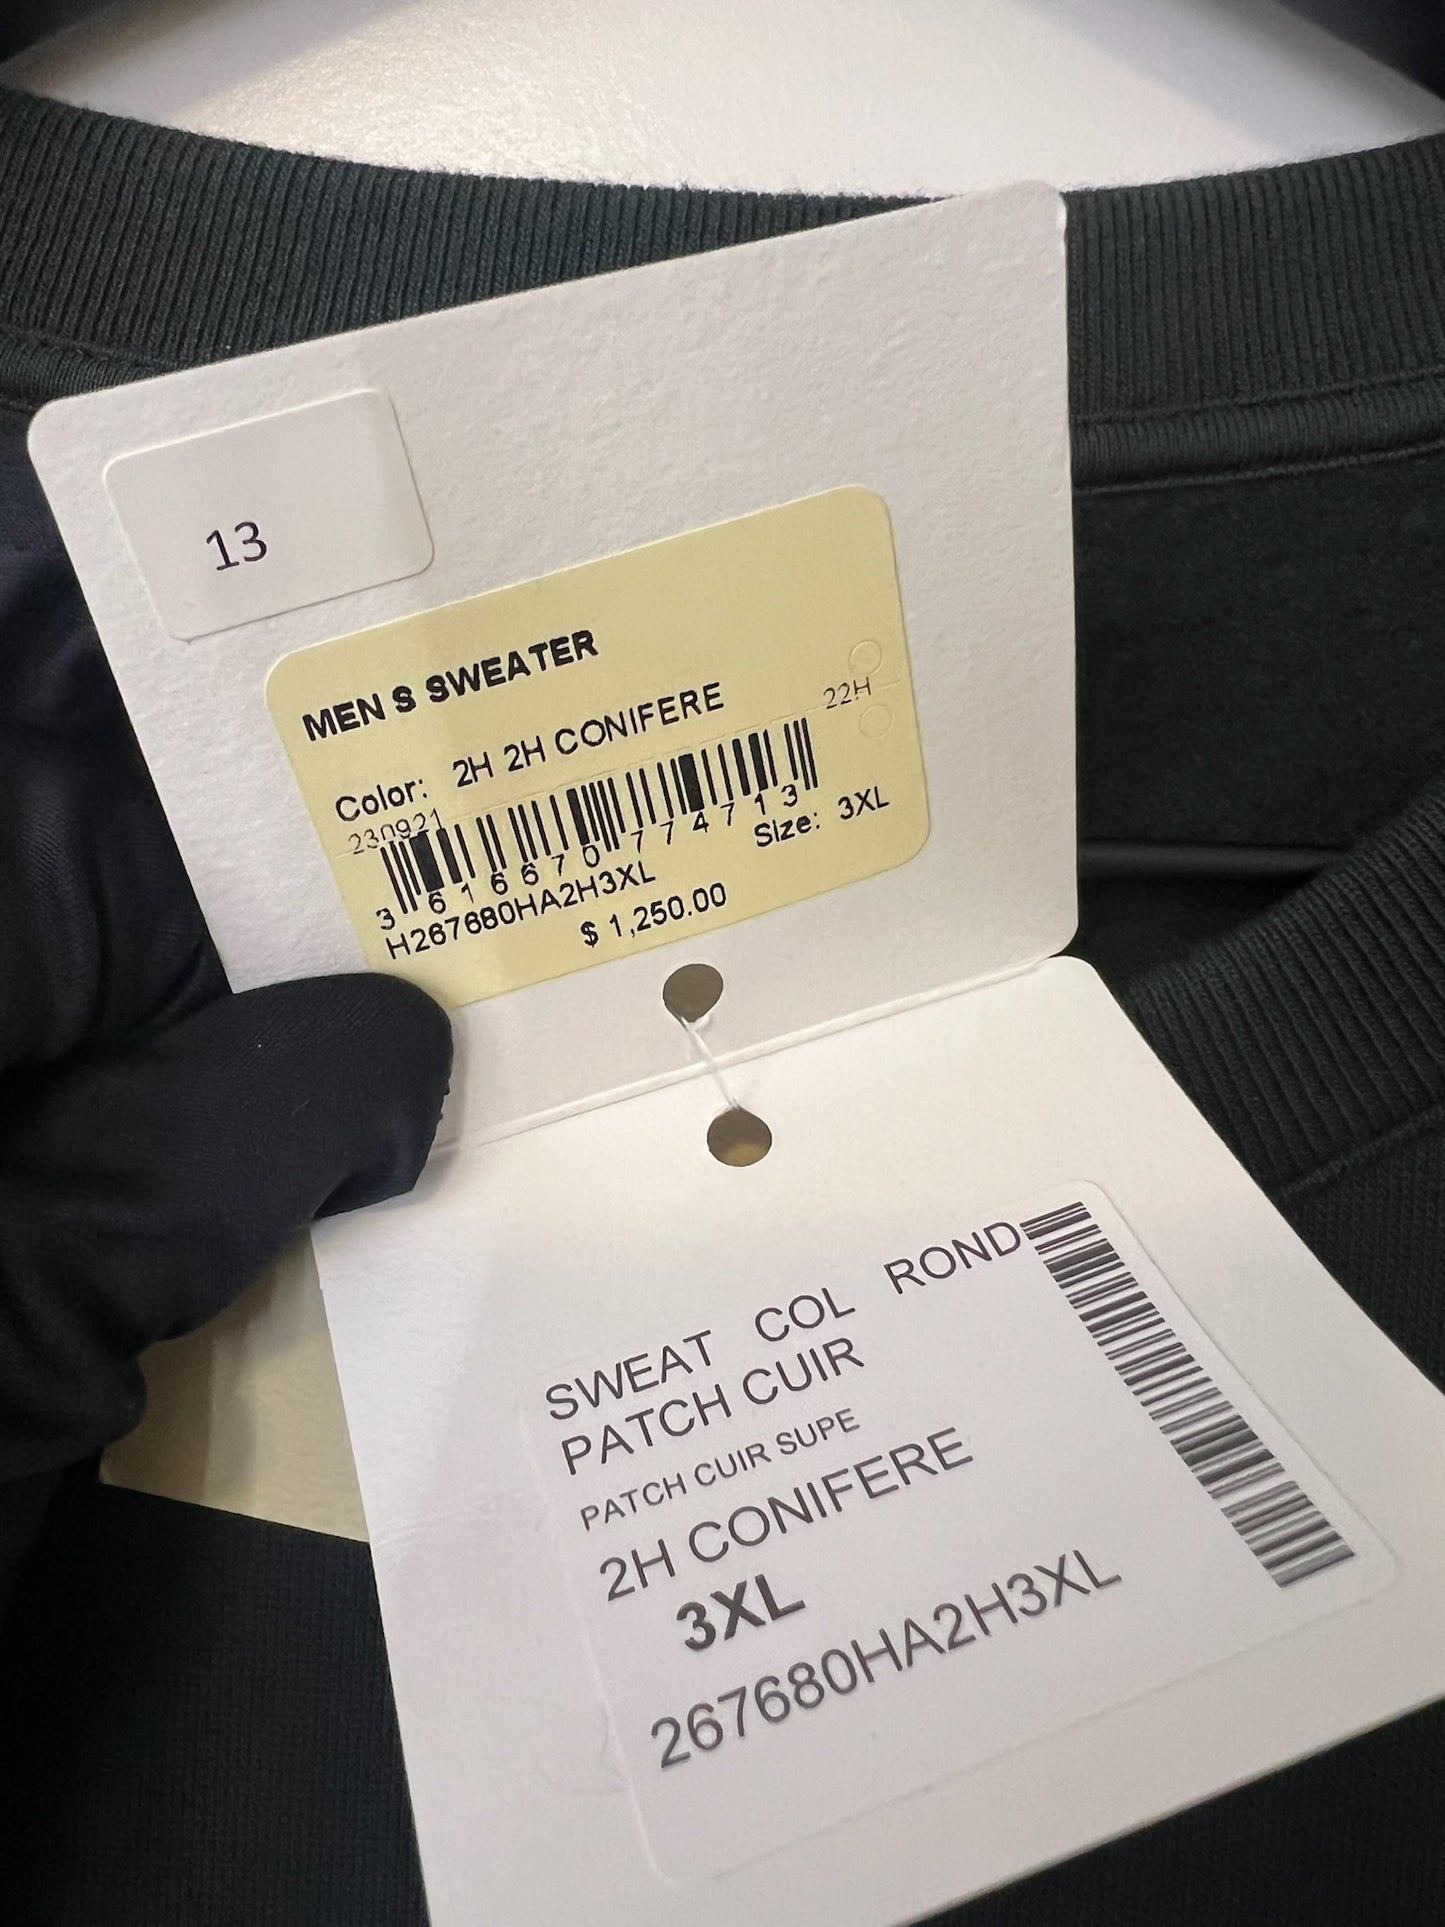 13
MEN S SWEATER
Color: 2H 2H CONIFERE
22H
230921
3 616670 774713
Size: 3XL
H267680HA2H3XL
$ 1,250.00
SWEAT COL ROND
PATCH CUIR
PATCH CUIR SUPE
2H CONIFERE
3XL
267680HA2H3XL